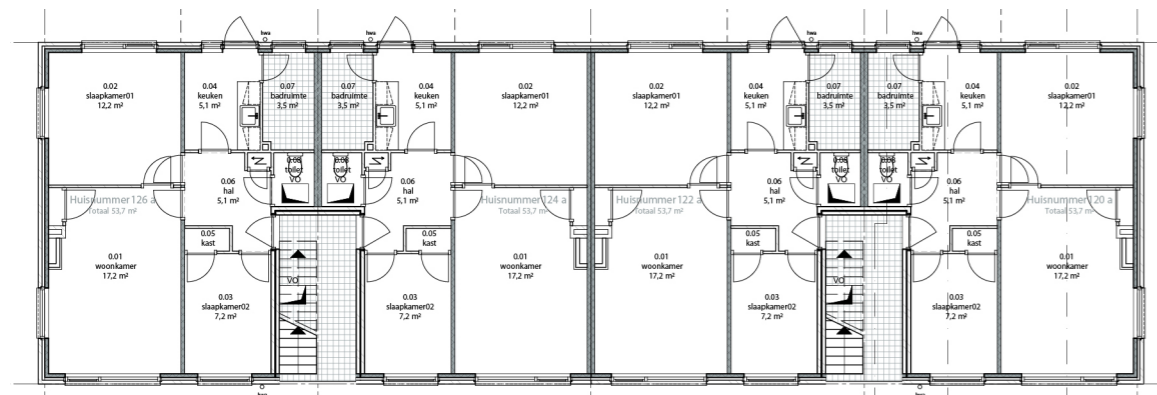 hwa
hwa
hwa
hwa
0.02
slaapkamer01
12,2 m²
0.04
keuken
5,1 m²
0.07
badruimte
3,5 m²
0.07
badruimte
3,5 m²
0.04
keuken
5,1 m²
0.02
slaapkamer01
12,2 m²
0.02
slaapkamer01
12,2 m²
0.04
keuken
5,1 m²
0.07
badruimte
3,5 m²
0.07
badruimte
3,5 m²
0.04
keuken
5,1 m²
0.02
slaapkamer01
12,2 m²
0.08
toilet
VO
0.08
toilet
VO
0.08
toilet
VO
0.08
toilet
VO
0.06
hal
5,1 m²
0.06
hal
5,1 m²
0.06
hal
5,1 m²
0.06
hal
5,1 m²
Huisnummer 126 a
Totaal 53,7 m²
Huisnummer 124 a
Totaal 53,7 m²
Huisnummer 122 a
Totaal 53,7 m²
Huisnummer 120 a
Totaal 53,7 m²
0.05
kast
0.05
kast
0.05
kast
0.05
kast
0.01
woonkamer
17,2 m²
0.01
woonkamer
17,2 m²
0.01
woonkamer
17,2 m²
0.01
woonkamer
17,2 m²
VO
VO
0.03
slaapkamer02
7,2 m²
0.03
slaapkamer02
7,2 m²
0.03
slaapkamer02
7,2 m²
0.03
slaapkamer02
7,2 m²